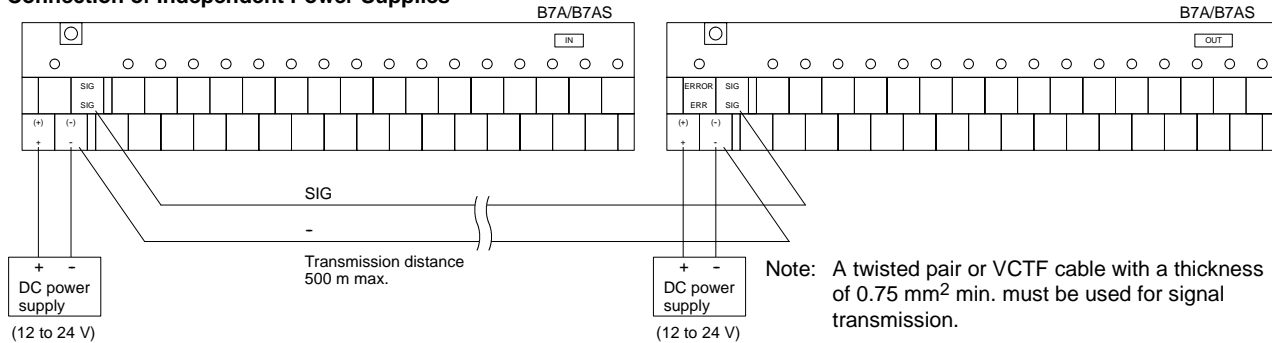 Connection of Independent Power Supplies
B7A/B7AS
IN
SIG
SIG
(+) (-)
+ -
B7A/B7AS
OUT
ERROR SIG
ERR SIG
(+) (-)
+ -
SIG
-
Transmission distance
500 m max.
+ -
DC power
supply
(12 to 24 V)
+ -
DC power
supply
(12 to 24 V)
Note: A twisted pair or VCTF cable with a thickness
of 0.75 mm2 min. must be used for signal
transmission.